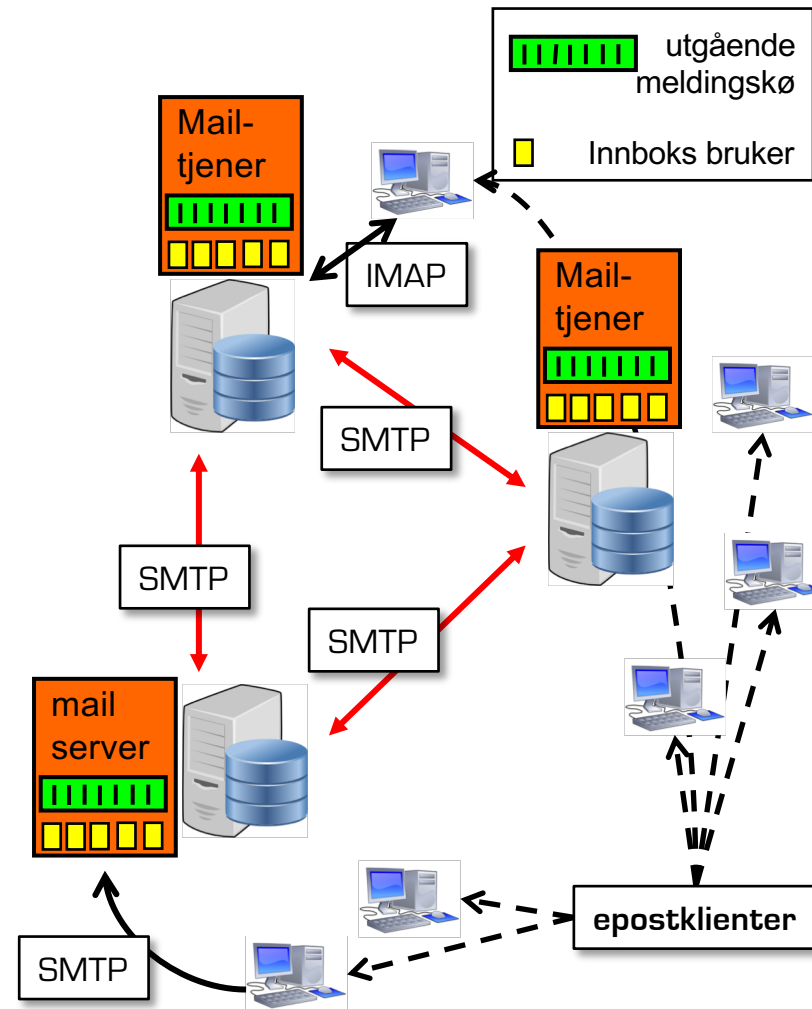 utgående
meldingskø
Innboks bruker
Mail-
tjener
IMAP
Mail-
tjener
SMTP
SMTP
SMTP
mail
server
epostklienter
SMTP